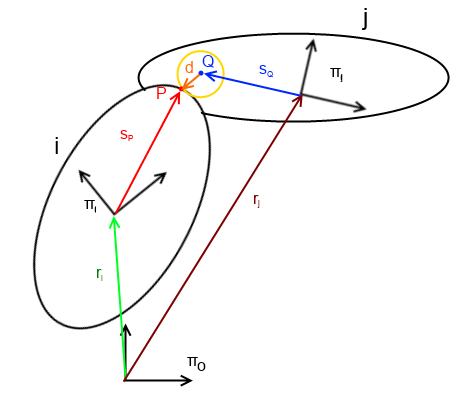 j
d Q
s_Q
π_I
P
s_P
i
π_I
r_j
r_I
π_O